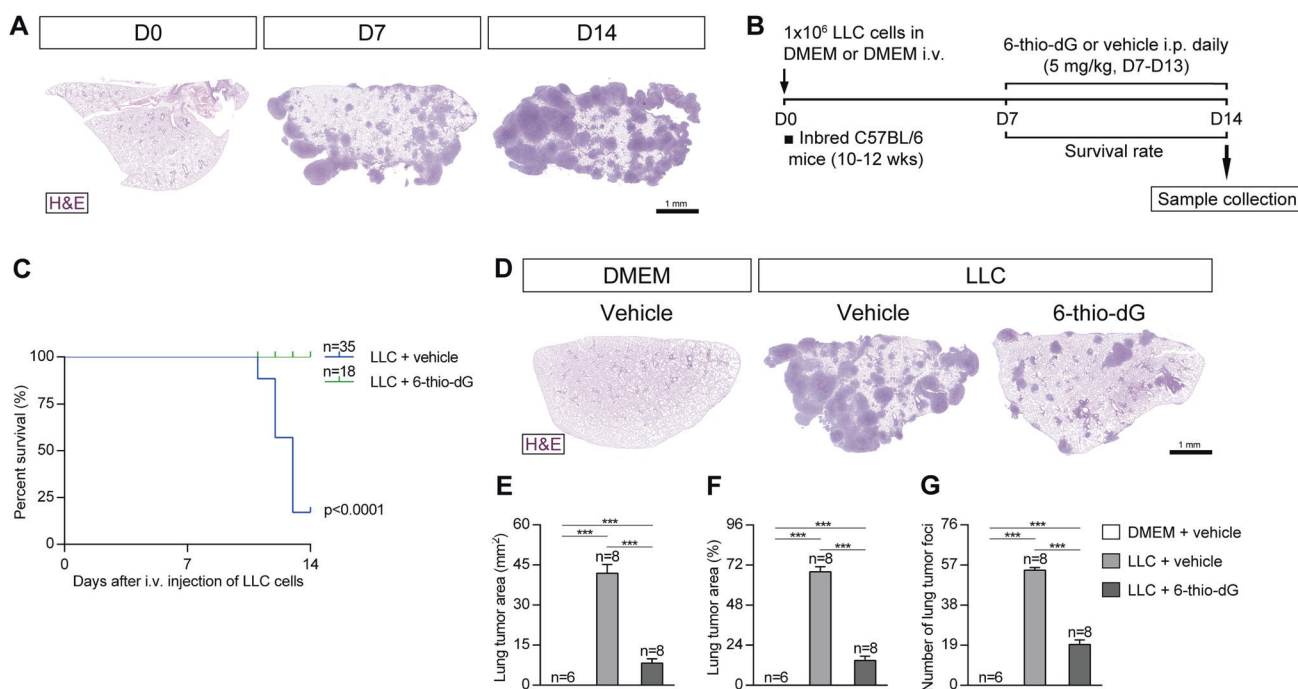 A
D0
D7
D14
H&E
1 mm
B
1x10⁶ LLC cells in
DMEM or DMEM i.v.
6-thio-dG or vehicle i.p. daily
(5 mg/kg, D7-D13)
D0
D7
D14
■ Inbred C57BL/6
mice (10-12 wks)
Survival rate
Sample collection
C
Percent survival (%)
100
75
50
25
0
0
7
14
Days after i.v. injection of LLC cells
n=35
LLC + vehicle
n=18
LLC + 6-thio-dG
p<0.0001
D
DMEM
LLC
Vehicle
Vehicle
6-thio-dG
H&E
1 mm
E
Lung tumor area (mm⁻²)
60
45
30
15
0
***
***
***
n=6
n=8
n=8
F
Lung tumor area (%)
96
72
48
24
0
***
***
***
n=6
n=8
n=8
G
Number of lung tumor foci
76
57
38
19
0
***
***
***
n=6
n=8
n=8
DMEM + vehicle
LLC + vehicle
LLC + 6-thio-dG